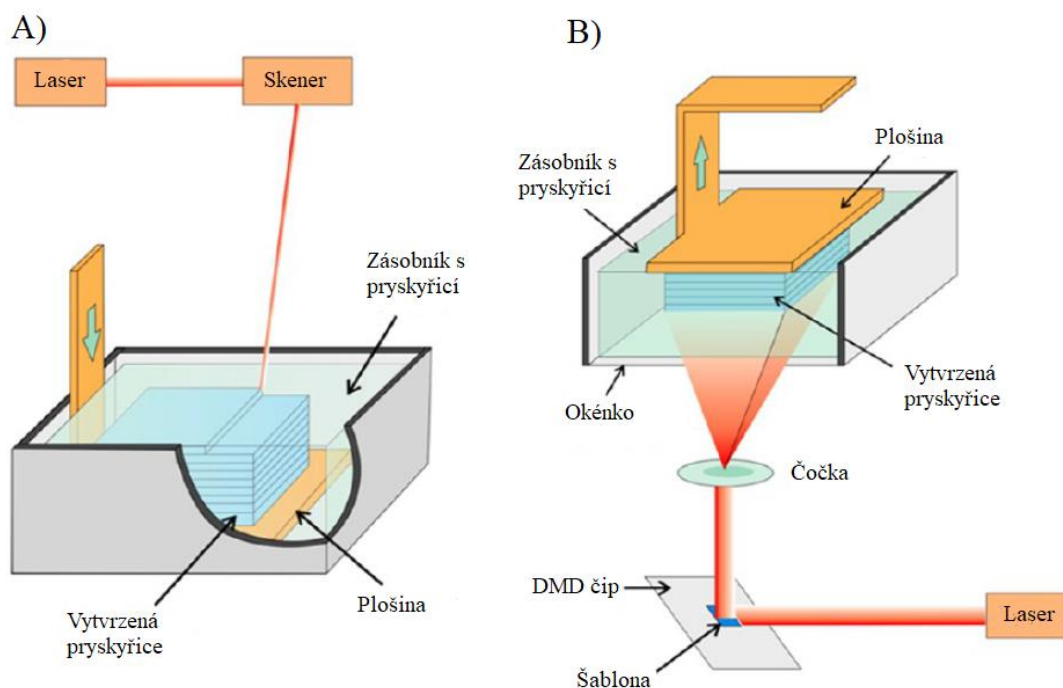 A)
Laser
Skener
Zásobník s
pryskyřicí
Vytvrzená
pryskyřice
Plošina
B)
Plošina
Zásobník s
pryskyřicí
Vytvrzená
pryskyřice
Okénko
Čočka
DMD čip
Laser
Šablona